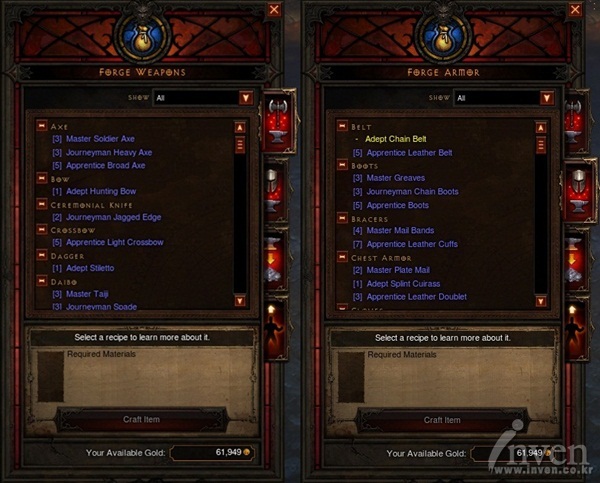 Forge Weapons
Show All
Axe
[3] Master Soldier Axe
[3] Journeyman Heavy Axe
[5] Apprentice Broad Axe
Bow
[1] Adept Hunting Bow
Ceremonial Knife
[2] Journeyman Jagged Edge
Crossbow
[5] Apprentice Light Crossbow
Dagger
[1] Adept Stiletto
Daibo
[3] Master Taiji
[3] Journeyman Spade
Select a recipe to learn more about it.
Required Materials
Craft Item
Your Available Gold: 61,949
Forge Armor
Show All
Belt
- Adept Chain Belt
[5] Apprentice Leather Belt
Boots
[3] Master Greaves
[3] Journeyman Chain Boots
[5] Apprentice Boots
Bracers
[4] Master Mail Bands
[7] Apprentice Leather Cuffs
Chest Armor
[2] Master Plate Mail
[1] Adept Splint Cuirass
[3] Apprentice Leather Doublet
Select a recipe to learn more about it.
Required Materials
Craft Item
Your Available Gold: 61,949
inven
www.inven.co.kr